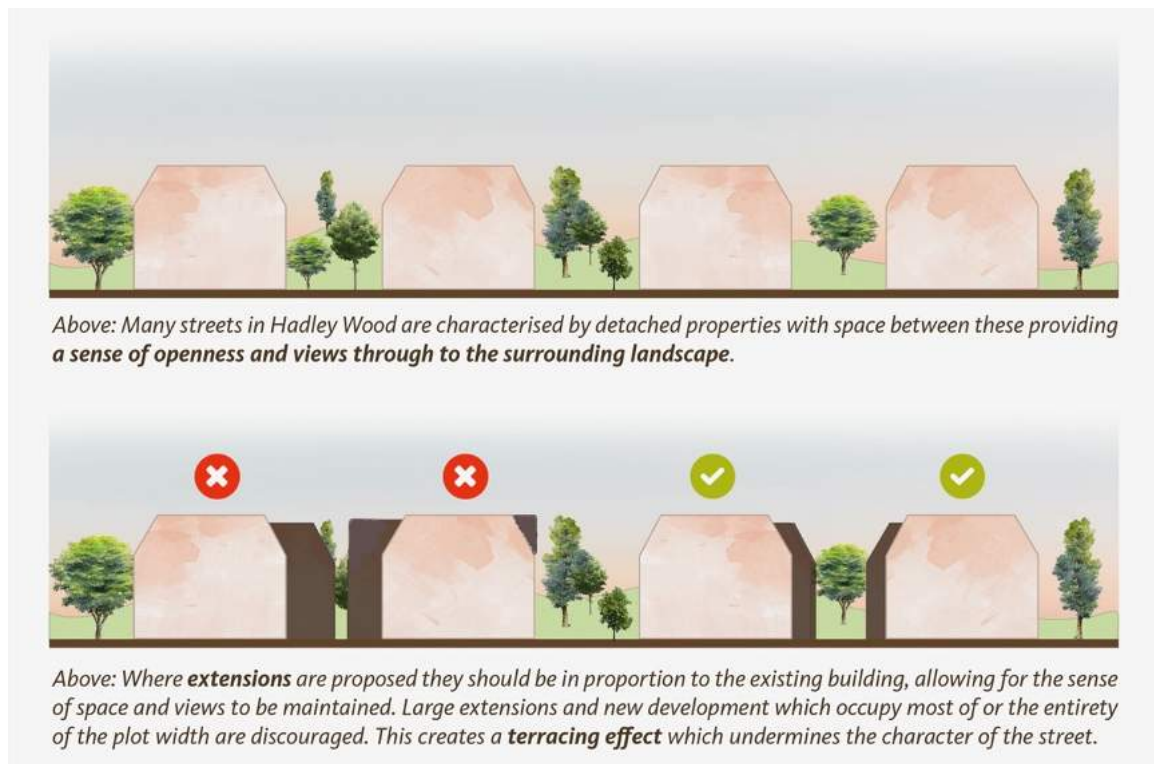 Above: Many streets in Hadley Wood are characterised by detached properties with space between these providing
a sense of openness and views through to the surrounding landscape.
Above: Where extensions are proposed they should be in proportion to the existing building, allowing for the sense
of space and views to be maintained. Large extensions and new development which occupy most of or the entirety
of the plot width are discouraged. This creates a terracing effect which undermines the character of the street.